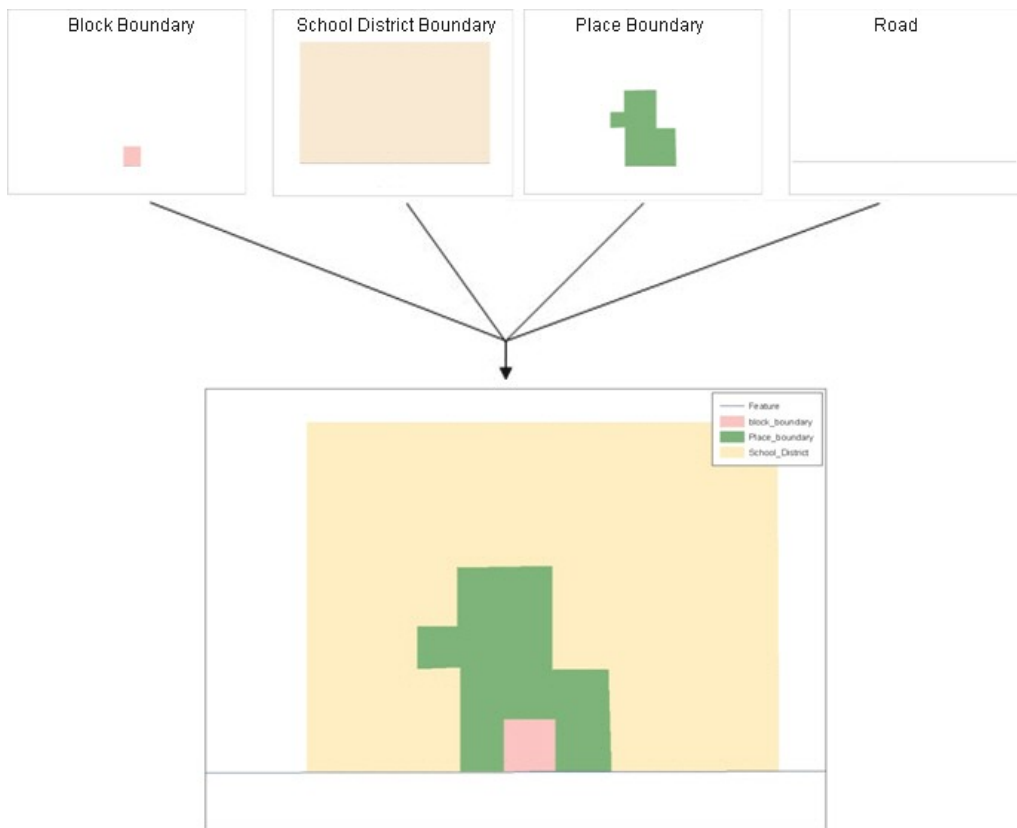 Block Boundary
School District Boundary
Place Boundary
Road
Feature
block_boundary
Place_boundary
School_District